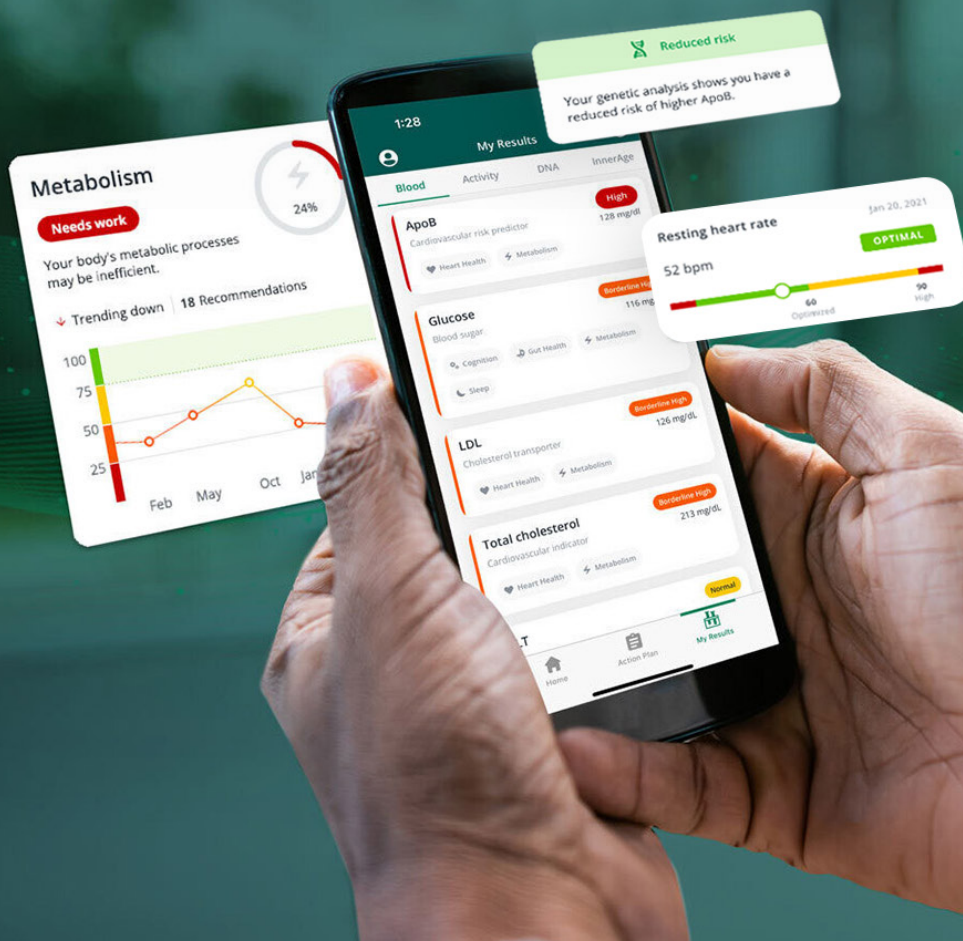 Metabolism
Needs work
24%
Your body's metabolic processes
may be inefficient.
Trending down | 18 Recommendations
100
75
50
25
Feb May Oct Jan
1:28
My Results
Blood Activity DNA InnerAge
ApoB
High
Cardiovascular risk predictor
128 mg/dl
Heart Health Metabolism
Glucose
Borderline
Blood sugar
116
Cognition Gut Health Metabolism
Sleep
LDL
Borderline High
Cholesterol transporter
126 mg/dL
Heart Health Metabolism
Total cholesterol
Borderline High
Cardiovascular indicator
213 mg/dL
Heart Health Metabolism
Normal
Home Action Plan My Results
Reduced risk
Your genetic analysis shows you have a
reduced risk of higher ApoB.
Resting heart rate
Jan 20, 2021
OPTIMAL
52 bpm
60 90
Optimized High